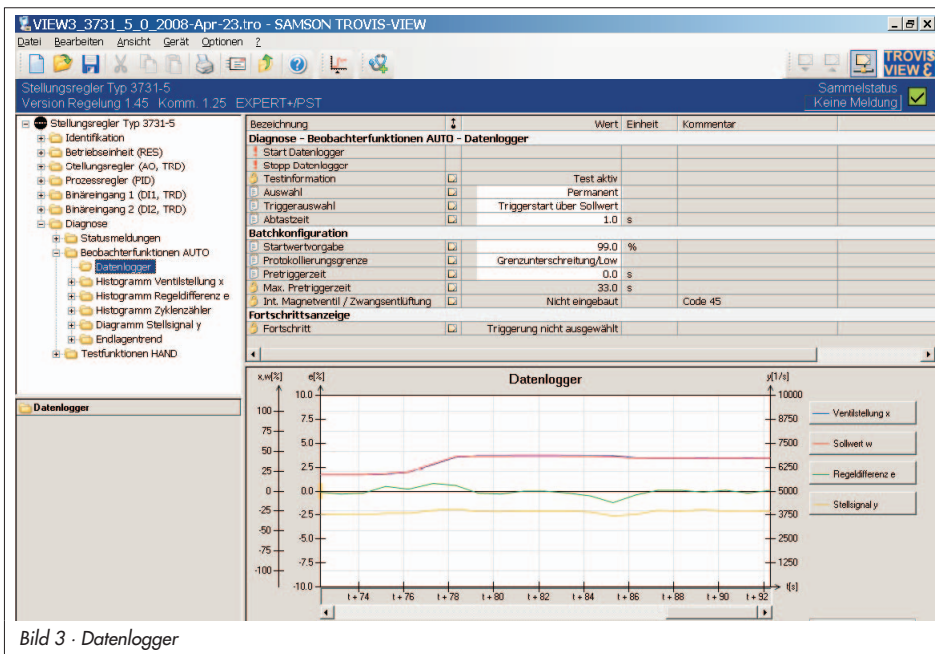 VIEW3_3731_5_0_2008-Apr-23.tro - SAMSON TROVIS-VIEW
Datei Bearbeiten Ansicht Gerät Optionen ?
TROVIS
VIEW
Stellungsregler Typ 3731-5
Version Regelung 1.45 Komm. 1.25 EXPERT+/PST
Sammelstatus
Keine Meldung
Stellungsregler Typ 3731-5
Identifikation
Betriebseinheit (RES)
Stellungsregler (AO, TRD)
Prozessregler (PID)
Binäreingang 1 (DI1, TRD)
Binäreingang 2 (DI2, TRD)
Diagnose
Statusmeldungen
Beobachterfunktionen AUTO
Datenlogger
Histogramm Ventilstellung x
Histogramm Regeldifferenz e
Histogramm Zyklenzähler
Diagramm Stellsignal y
Endlagentrend
Testfunktionen HAND
Datenlogger
Bezeichnung Wert Einheit Kommentar
Diagnose - Beobachterfunktionen AUTO - Datenlogger
Start Datenlogger
Stopp Datenlogger
Testinformation Test aktiv
Auswahl Permanent
Triggerauswahl Triggerstart über Sollwert
Abtastzeit 1.0 s
Batchkonfiguration
Startwertvorgabe 99.0 %
Protokollierungsgrenze Grenzunterschreitung/Low
Pretriggerzeit 0.0 s
Max. Pretriggerzeit 33.0 s
Int. Magnetventil / Zwangsentlüftung Nicht eingebaut Code 45
Fortschrittsanzeige
Fortschritt Triggerung nicht ausgewählt
x,w[%] e[%] Datenlogger y[1/s]
10.0 10000
100 7.5 8750
75
50 5.0 7500
25 2.5 6250
0 0.0 5000
-25 -2.5 3750
-50 -5.0 2500
-75 -7.5 1250
-100
-10.0 t[s]
t + 74 t + 76 t + 78 t + 80 t + 82 t + 84 t + 86 t + 88 t + 90 t + 92
Ventilstellung x
Sollwert w
Regeldifferenz e
Stellsignal y
Bild 3 · Datenlogger